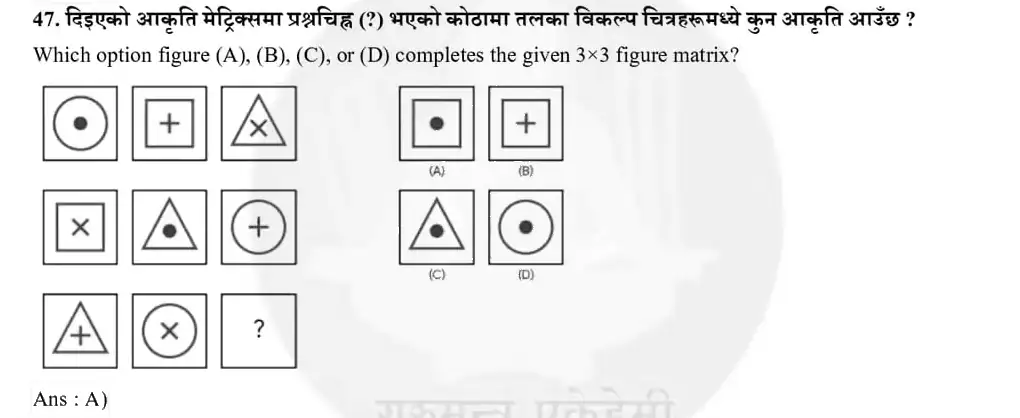 47. दिइएको आकृति मेट्रिक्समा प्रश्नचिह्न (?) भएको कोठामा तलका विकल्प चित्रहरूमध्ये कुन आकृति आउँछ ?
Which option figure (A), (B), (C), or (D) completes the given 3×3 figure matrix?
(A) (B)
(C) (D)
?
Ans : A)